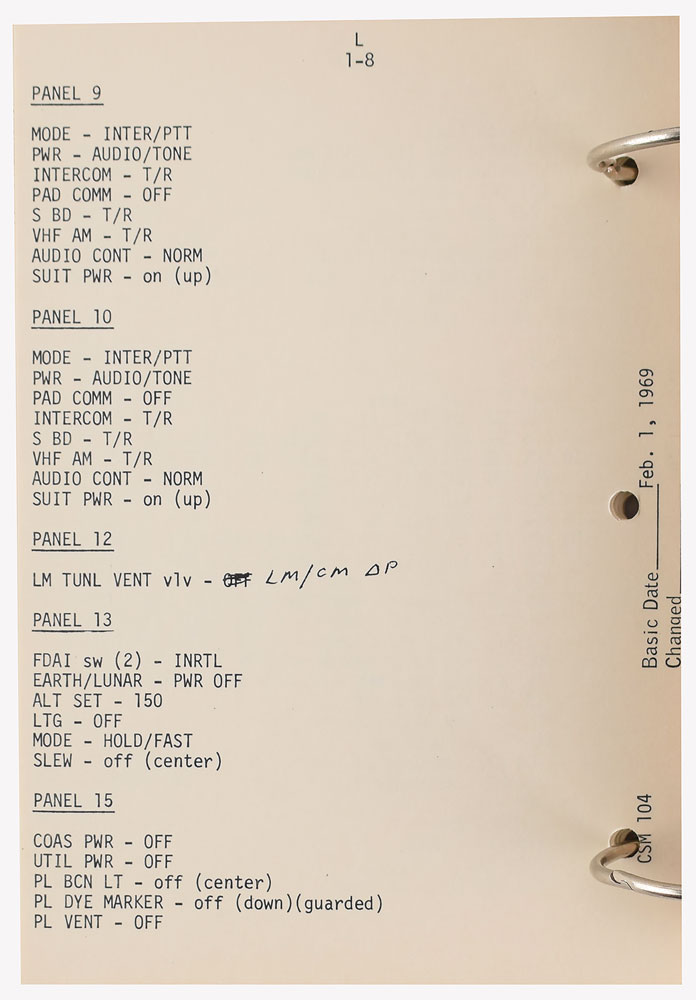 L
1-8
PANEL 9
MODE - INTER/PTT
PWR - AUDIO/TONE
INTERCOM - T/R
PAD COMM - OFF
S BD - T/R
VHF AM - T/R
AUDIO CONT - NORM
SUIT PWR - on (up)
PANEL 10
MODE - INTER/PTT
PWR - AUDIO/TONE
PAD COMM - OFF
INTERCOM - T/R
S BD - T/R
VHF AM - T/R
AUDIO CONT - NORM
SUIT PWR - on (up)
PANEL 12
LM TUNL VENT vlv - OFF LM/CM ΔP
PANEL 13
FDAI sw (2) - INRTL
EARTH/LUNAR - PWR OFF
ALT SET - 150
LTG - OFF
MODE - HOLD/FAST
SLEW - off (center)
PANEL 15
COAS PWR - OFF
UTIL PWR - OFF
PL BCN LT - off (center)
PL DYE MARKER - off (down)(guarded)
PL VENT - OFF
Basic Date Feb. 1, 1969
Changed
CSM 104